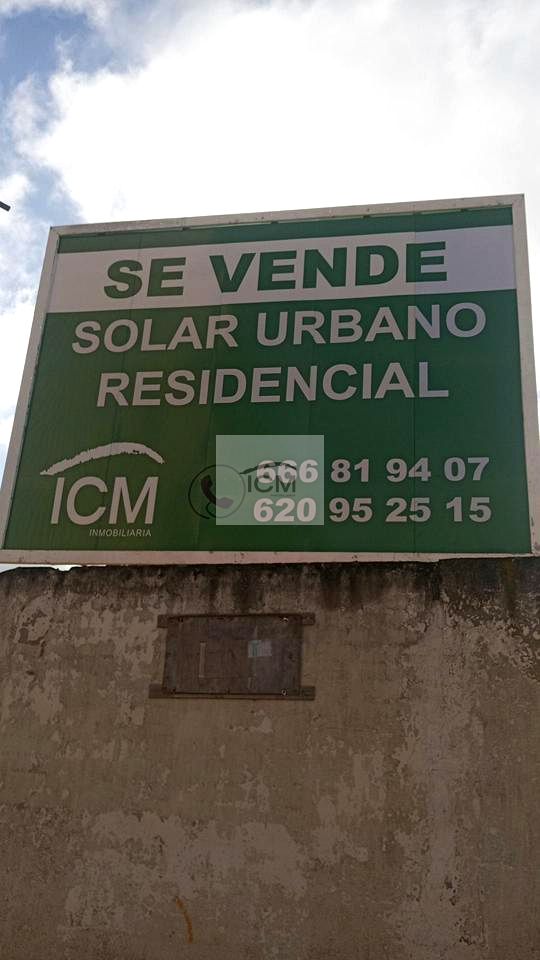 SE VENDE
SOLAR URBANO
RESIDENCIAL
ICM
INMOBILIARIA
ICM
666 81 94 07
620 95 25 15